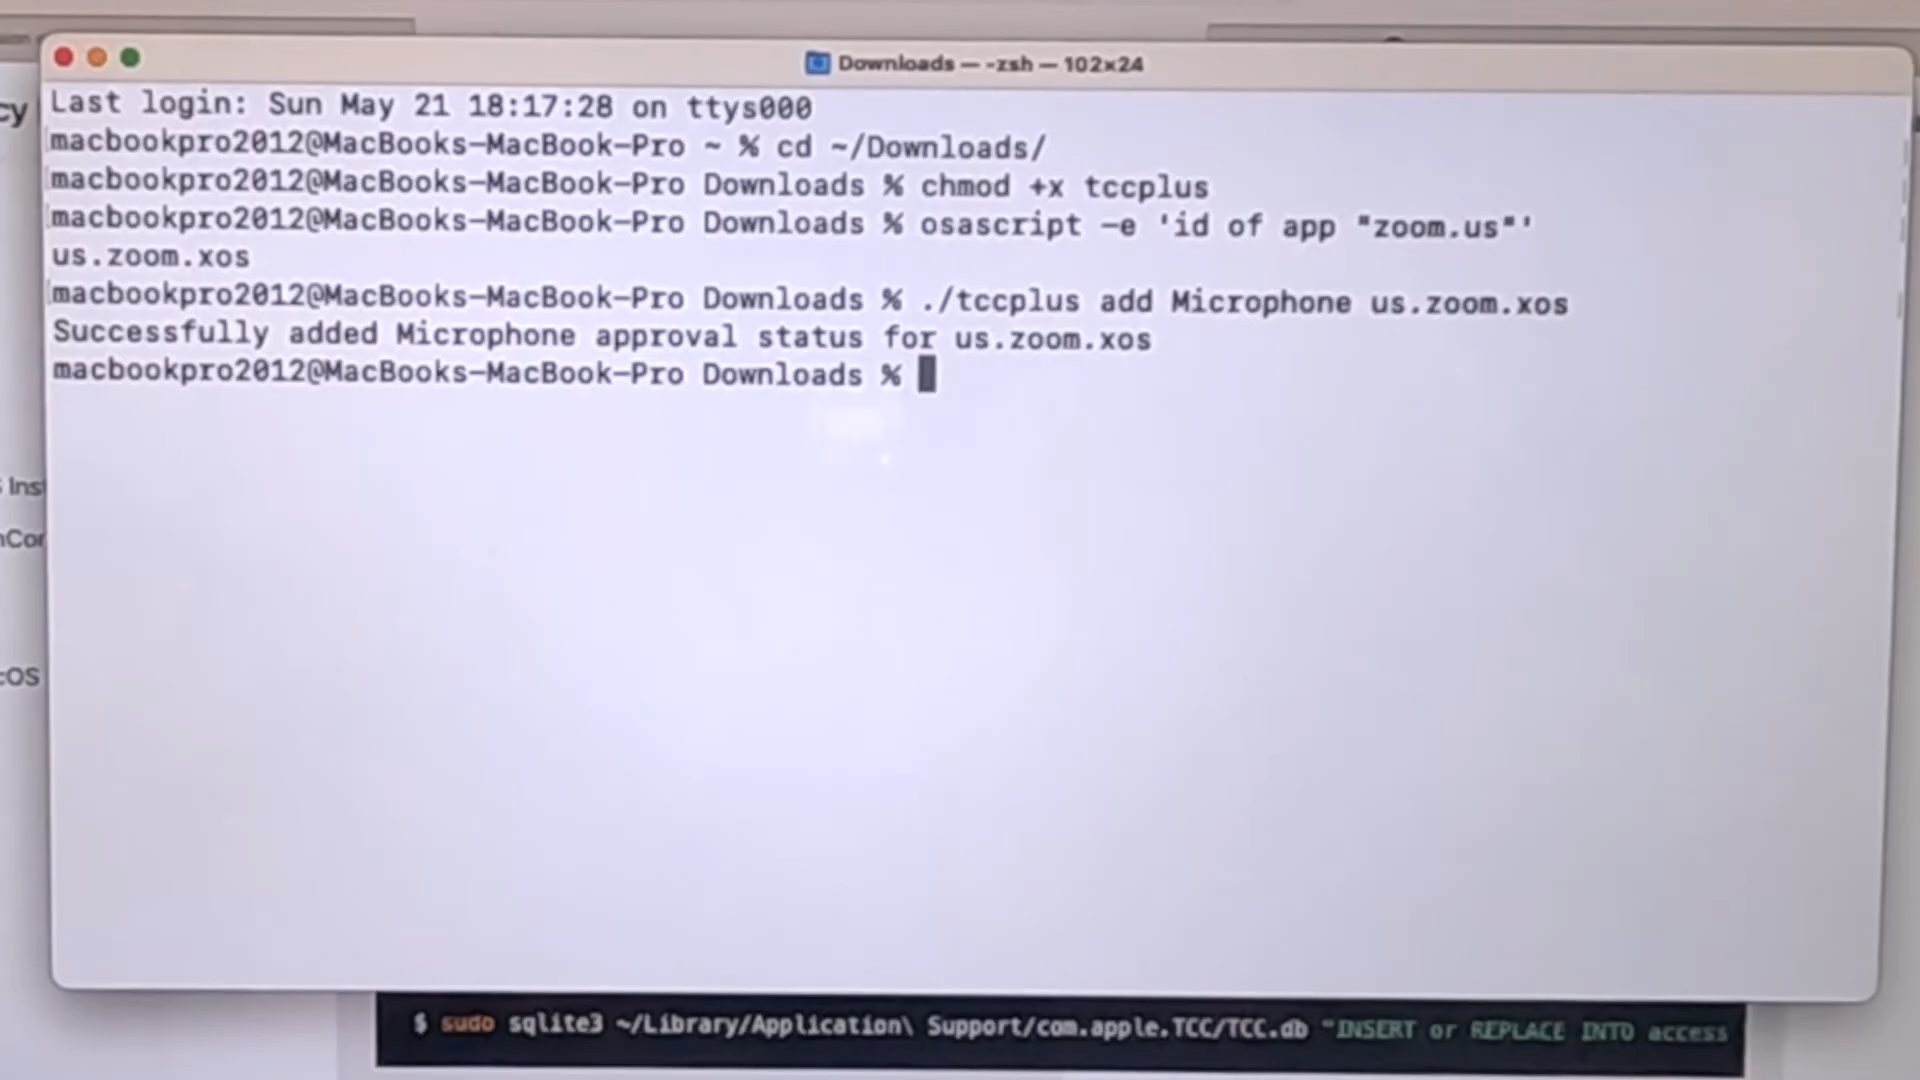 Downloads — -zsh — 102×24
Last login: Sun May 21 18:17:28 on ttys000
macbookpro2012@MacBooks-MacBook-Pro ~ % cd ~/Downloads/
macbookpro2012@MacBooks-MacBook-Pro Downloads % chmod +x tccplus
macbookpro2012@MacBooks-MacBook-Pro Downloads % osascript -e 'id of app "zoom.us"'
us.zoom.xos
macbookpro2012@MacBooks-MacBook-Pro Downloads % ./tccplus add Microphone us.zoom.xos
Successfully added Microphone approval status for us.zoom.xos
macbookpro2012@MacBooks-MacBook-Pro Downloads %
$ sudo sqlite3 ~/Library/Application\ Support/com.apple.TCC/TCC.db "INSERT or REPLACE INTO access